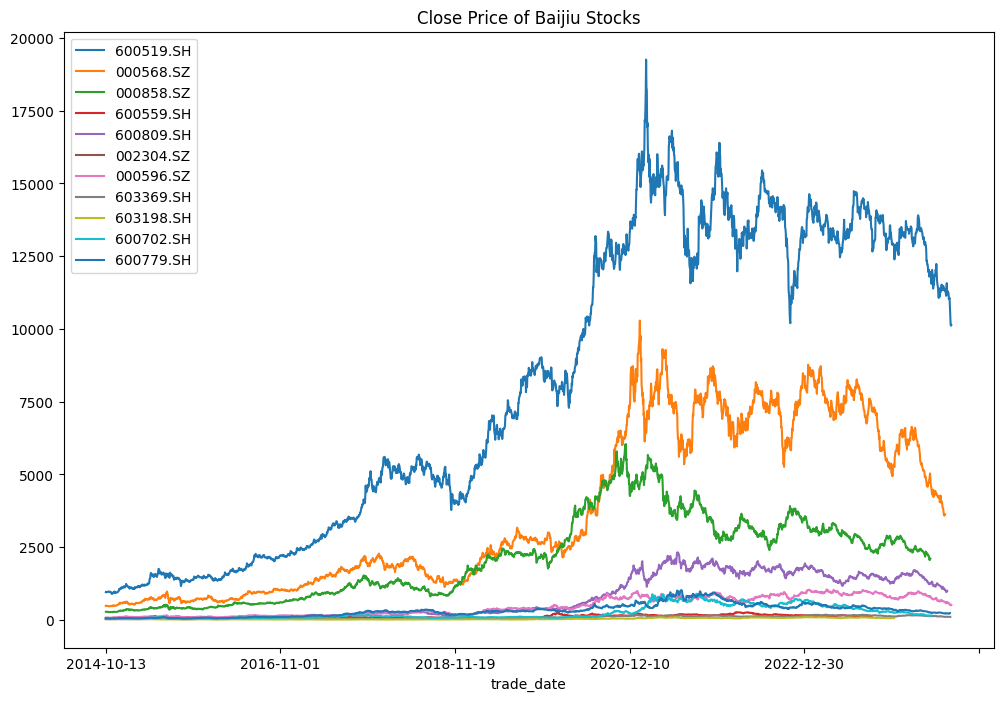 Close Price of Baijiu Stocks
20000
17500
15000
12500
10000
7500
5000
2500
0
600519.SH
000568.SZ
000858.SZ
600559.SH
600809.SH
002304.SZ
000596.SZ
603369.SH
603198.SH
600702.SH
600779.SH
2014-10-13
2016-11-01
2018-11-19
2020-12-10
2022-12-30
trade_date